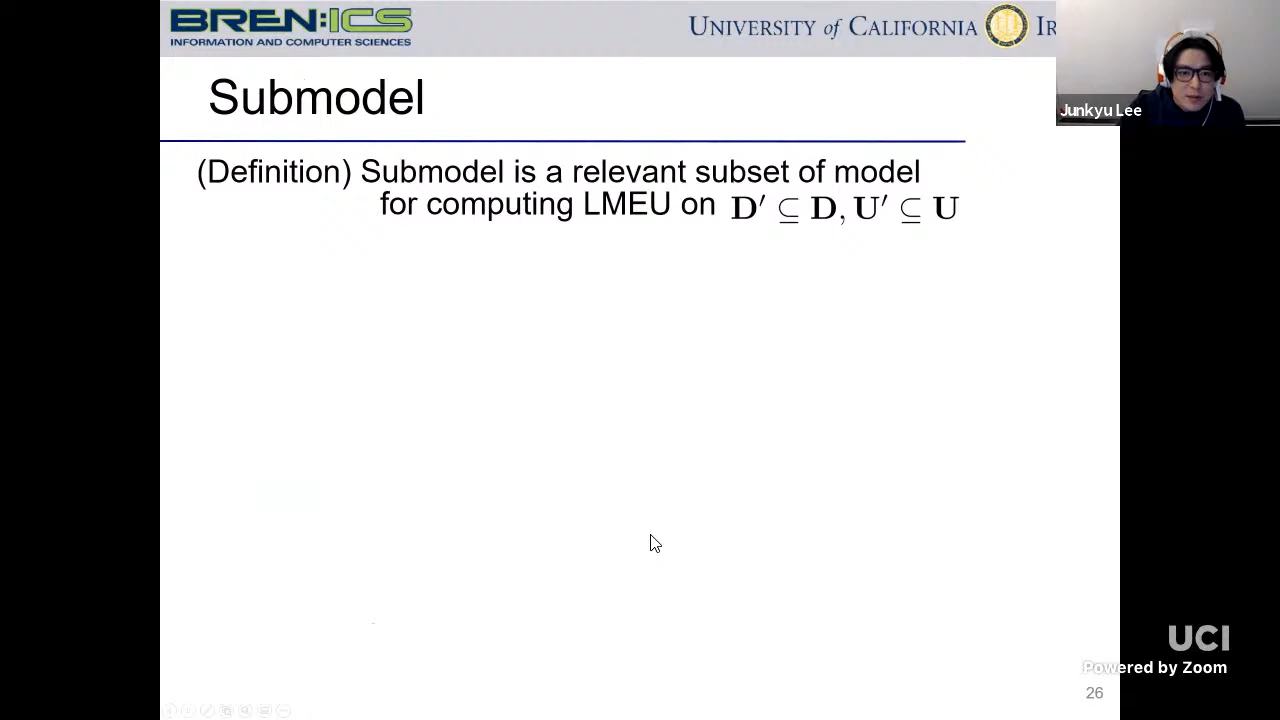 BREN:ICS
INFORMATION AND COMPUTER SCIENCES
UNIVERSITY of CALIFORNIA IR
Junkyu Lee
Submodel
(Definition) Submodel is a relevant subset of model
for computing LMEU on D′ ⊆ D, U′ ⊆ U
UCI
Powered by Zoom
26